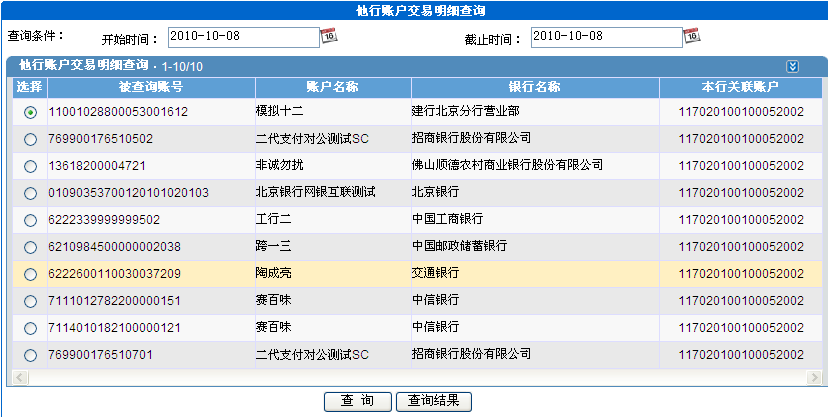 他行账户交易明细查询
查询条件： 开始时间： 2010-10-08 截止时间： 2010-10-08
他行账户交易明细查询 · 1-10/10
选择 被查询账号 账户名称 银行名称 本行关联账户
11001028800053001612 模拟十二 建行北京分行营业部 117020100100052002
769900176510502 二代支付对公测试SC 招商银行股份有限公司 117020100100052002
13618200004721 非诚勿扰 佛山顺德农村商业银行股份有限公司 117020100100052002
01090353700120101020103 北京银行网银互联测试 北京银行 117020100100052002
6222339999999502 工行二 中国工商银行 117020100100052002
6210984500000002038 跨一三 中国邮政储蓄银行 117020100100052002
6222600110030037209 陶成亮 交通银行 117020100100052002
7111012782200000151 赛百味 中信银行 117020100100052002
7114010182100000121 赛百味 中信银行 117020100100052002
769900176510701 二代支付对公测试SC 招商银行股份有限公司 117020100100052002
查 询 查询结果